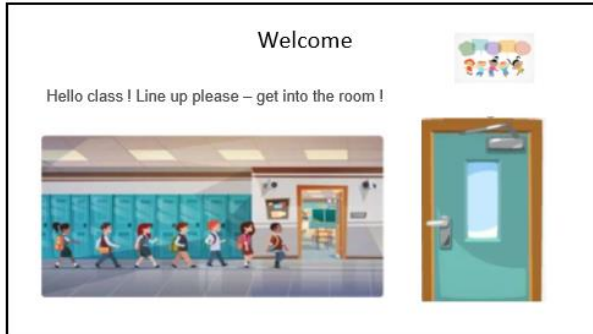 Welcome
Hello class ! Line up please – get into the room !